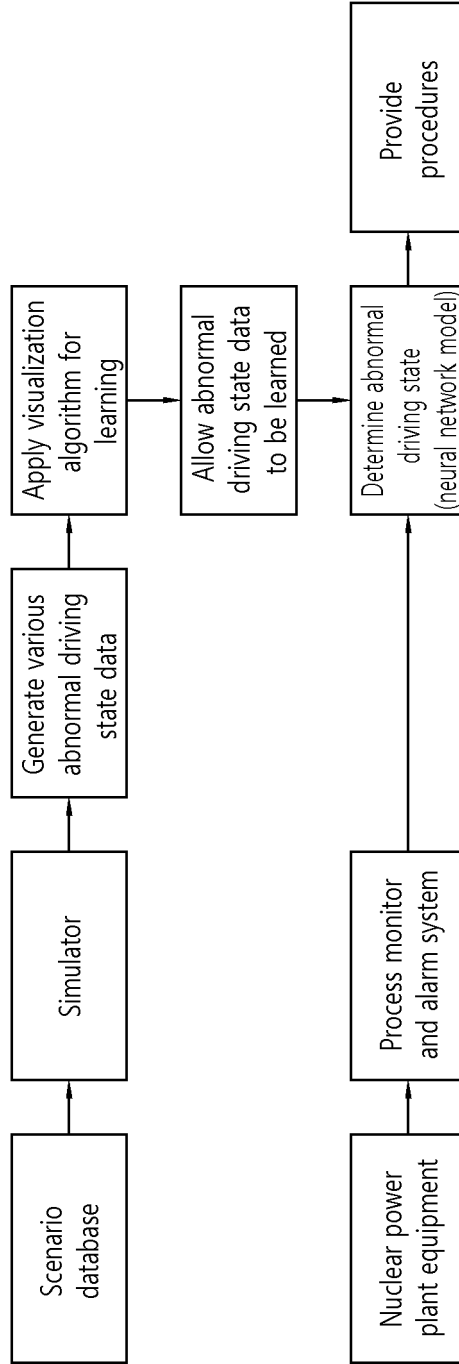 Scenario
database
Simulator
Generate various
abnormal driving
state data
Apply visualization
algorithm for
learning
Allow abnormal
driving state data
to be learned
Nuclear power
plant equipment
Process monitor
and alarm system
Determine abnormal
driving state
(neural network model)
Provide
procedures